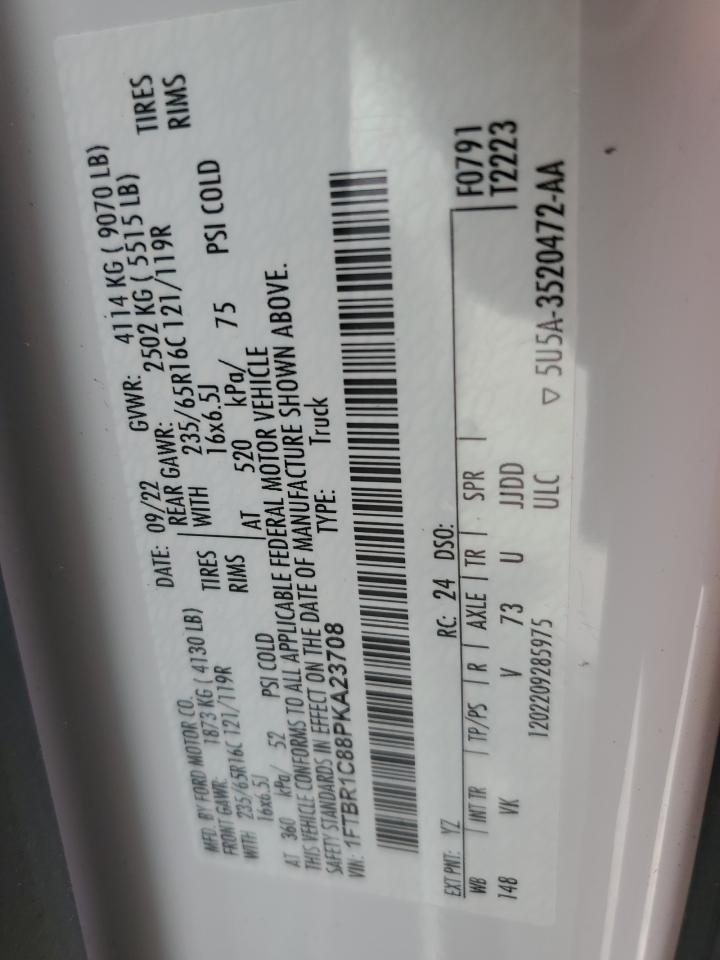 MFD. BY FORD MOTOR CO.
DATE: 09/22 GVWR: 4114 KG ( 9070 LB)
FRONT GAWR: 1873 KG ( 4130 LB) REAR GAWR: 2502 KG ( 5515 LB)
WITH 235/65R16C 121/119R TIRES WITH 235/65R16C 121/119R TIRES
16x6.5J RIMS 16x6.5J RIMS
AT 360 kPa/ 52 PSI COLD AT 520 kPa/ 75 PSI COLD
THIS VEHICLE CONFORMS TO ALL APPLICABLE FEDERAL MOTOR VEHICLE
SAFETY STANDARDS IN EFFECT ON THE DATE OF MANUFACTURE SHOWN ABOVE.
VIN: 1FTBR1C88PKA23708 TYPE: Truck
EXT PNT: YZ RC: 24 DSO: F0791
WB | INT TR | TP/PS | R | AXLE | TR | SPR | T2223
148 VK V 73 U JJDD
1202209285975 ULC ▽ 5U5A-3520472-AA